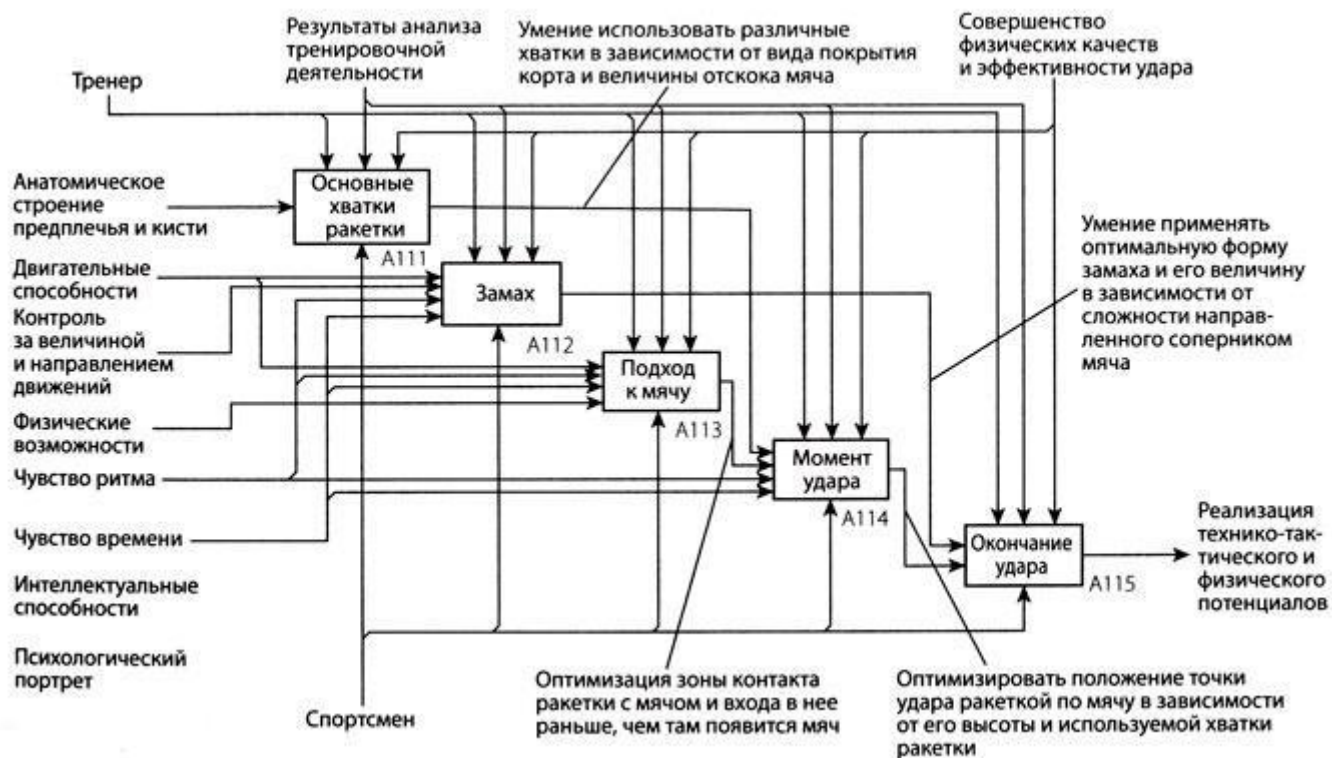 Результаты анализа
тренировочной
деятельности
Умение использовать различные
хватки в зависимости от вида покрытия
корта и величины отскока мяча
Совершенство
физических качеств
и эффективности удара
Тренер
Анатомическое
строение
предплечья и кисти
Основные
хватки
ракетки
А111
Двигательные
способности
Замах
А112
Умение применять
оптимальную форму
замаха и его величину
в зависимости от
сложности направ-
ленного соперником
мяча
Контроль
за величиной
и направлением
движений
Подход
к мячу
А113
Физические
возможности
Момент
удара
А114
Чувство ритма
Чувство времени
Окончание
удара
А115
Реализация
технико-так-
тического и
физического
потенциалов
Интеллектуальные
способности
Психологический
портрет
Спортсмен
Оптимизация зоны контакта
ракетки с мячом и входа в нее
раньше, чем там появится мяч
Оптимизировать положение точки
удара ракеткой по мячу в зависимости
от его высоты и используемой хватки
ракетки